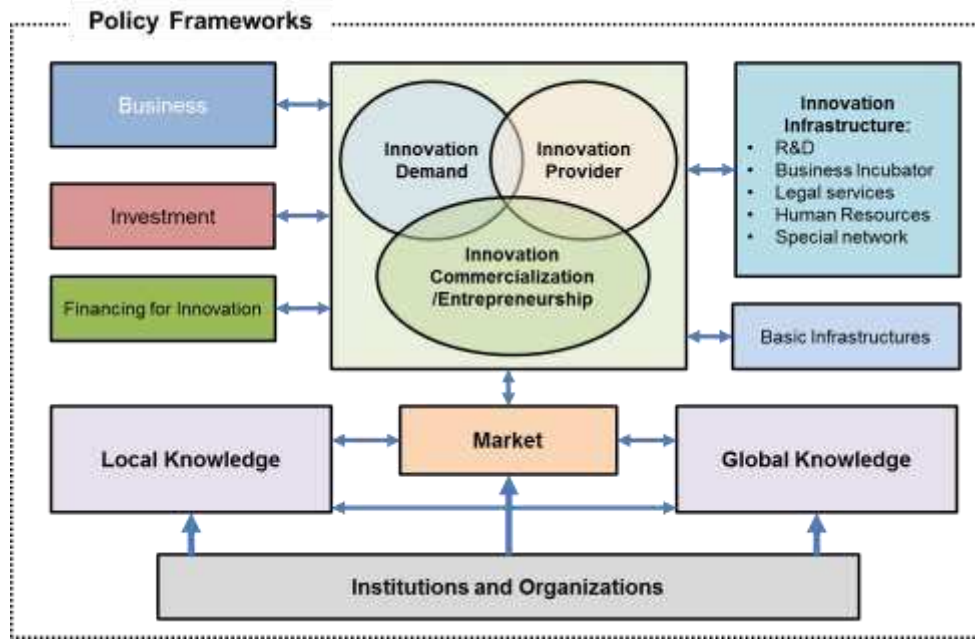 Policy Frameworks
Business
Investment
Financing for Innovation
Innovation
Demand
Innovation
Provider
Innovation
Commercialization
/Entrepreneurship
Innovation
Infrastructure:
• R&D
• Business Incubator
• Legal services
• Human Resources
• Special network
Basic Infrastructures
Local Knowledge
Market
Global Knowledge
Institutions and Organizations